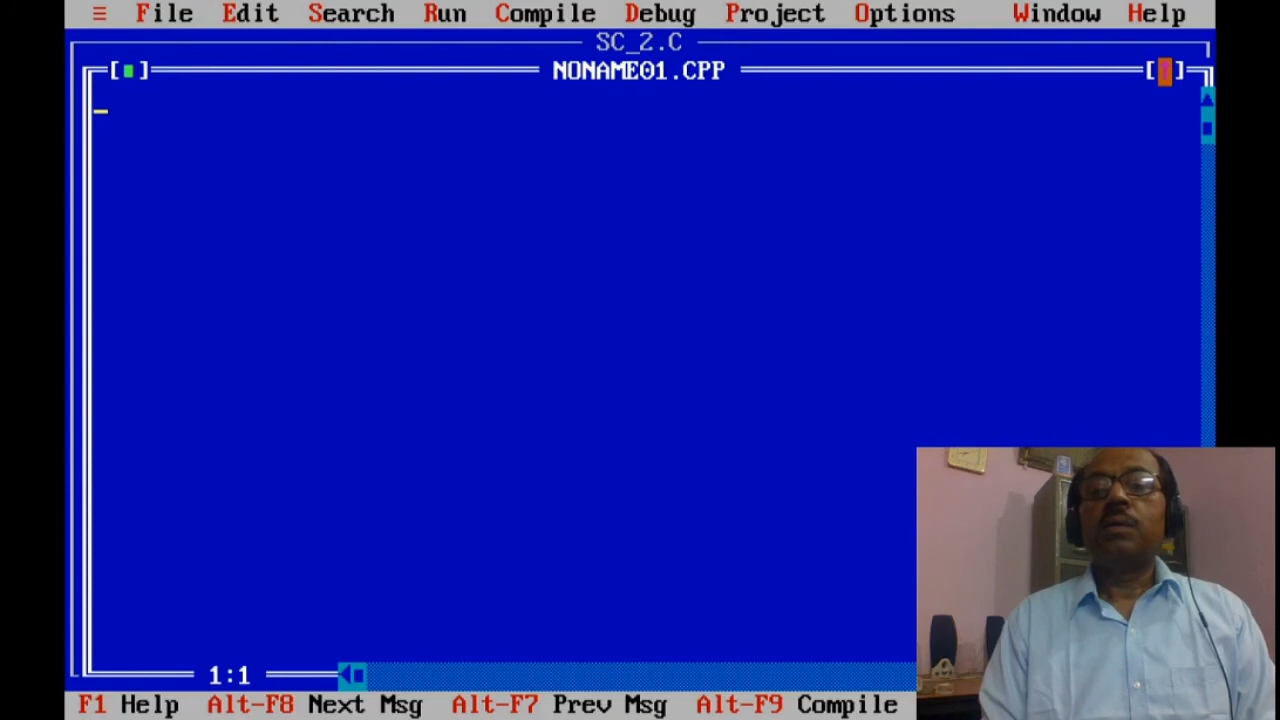 ≡ File Edit Search Run Compile Debug Project Options Window Help
SC_2.C
[■] NONAME01.CPP [↑]
1:1
F1 Help Alt-F8 Next Msg Alt-F7 Prev Msg Alt-F9 Compile